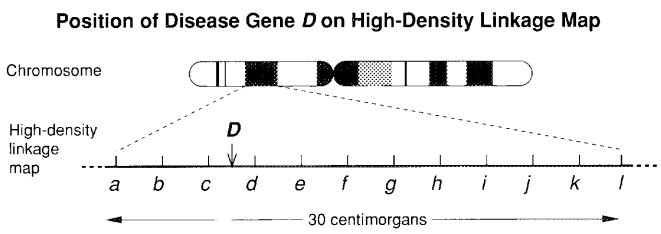 Position of Disease Gene D on High-Density Linkage Map
Chromosome
High-density
linkage
map
D
a b c d e f g h i j k l
30 centimorgans